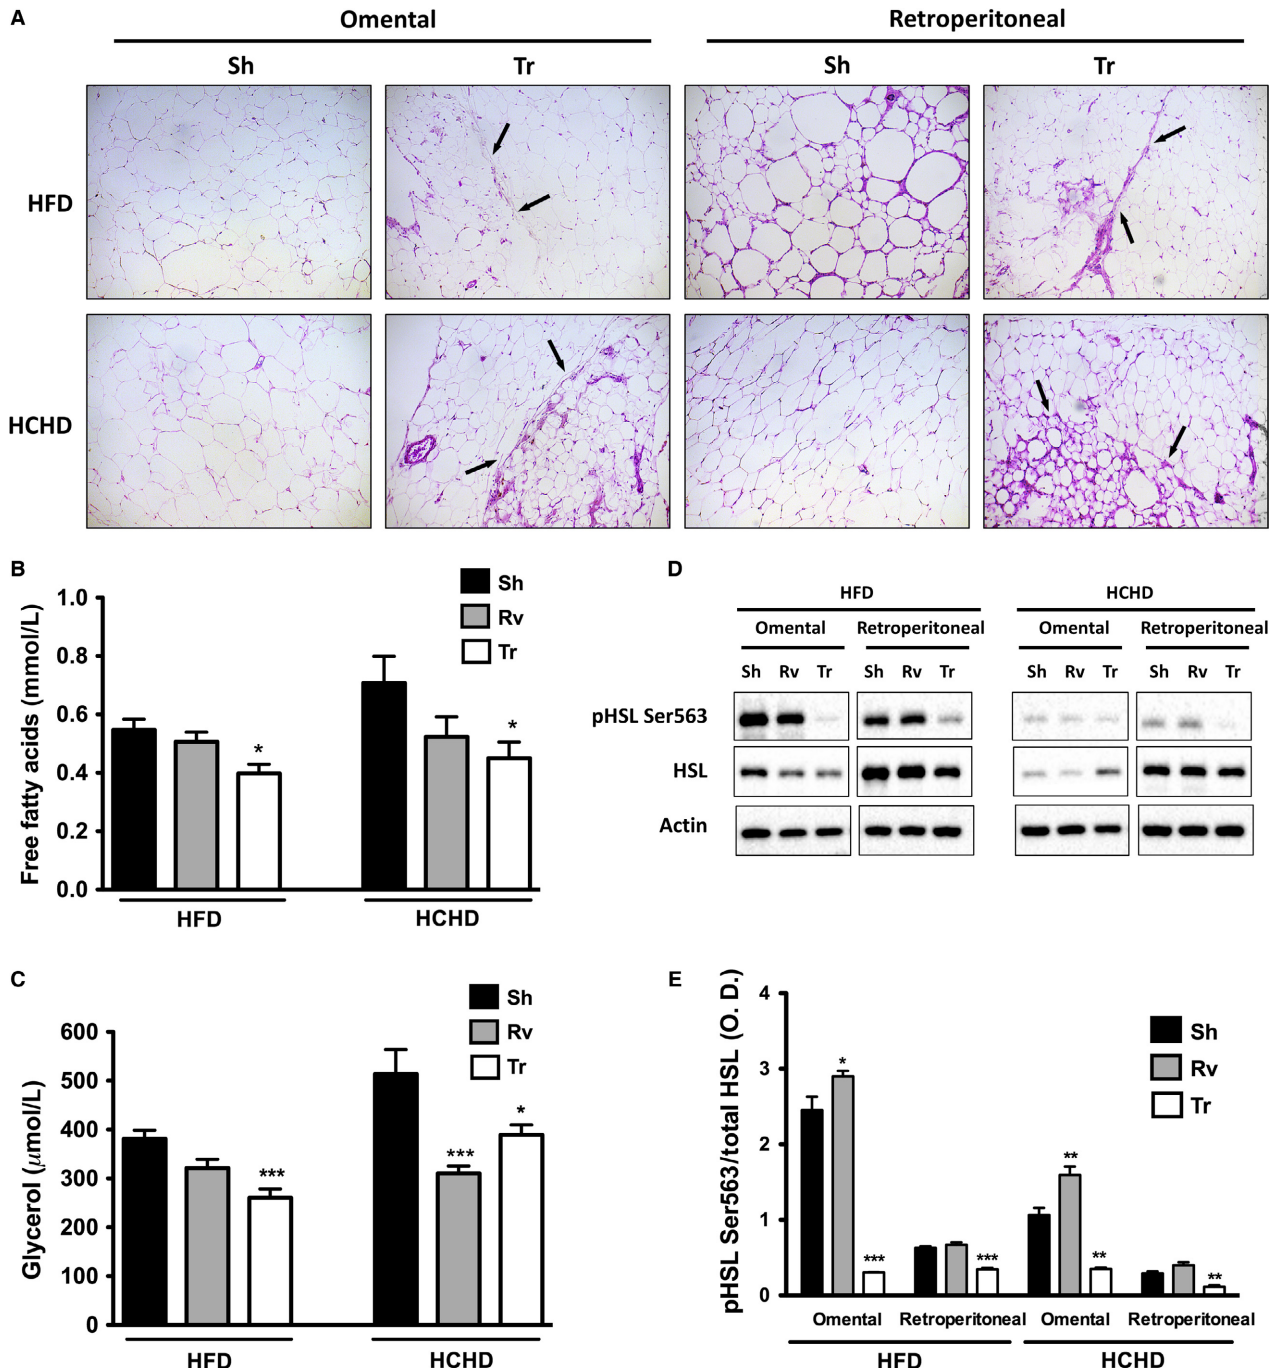 A
Omental Retroperitoneal
Sh Tr Sh Tr
HFD
HCHD
B
Sh
Rv
Tr
Free fatty acids (mmol/L)
1.0
0.8
0.6
0.4
0.2
0.0
* *
HFD HCHD
D
HFD HCHD
Omental Retroperitoneal Omental Retroperitoneal
Sh Rv Tr Sh Rv Tr Sh Rv Tr Sh Rv Tr
pHSL Ser563
HSL
Actin
C
Sh
Rv
Tr
Glycerol (μmol/L)
600
500
400
300
200
100
0
*** *** *
HFD HCHD
E
Sh
Rv
Tr
pHSL Ser563/total HSL (O. D.)
4
3
2
1
0
* *** *** ** ** **
Omental Retroperitoneal Omental Retroperitoneal
HFD HCHD